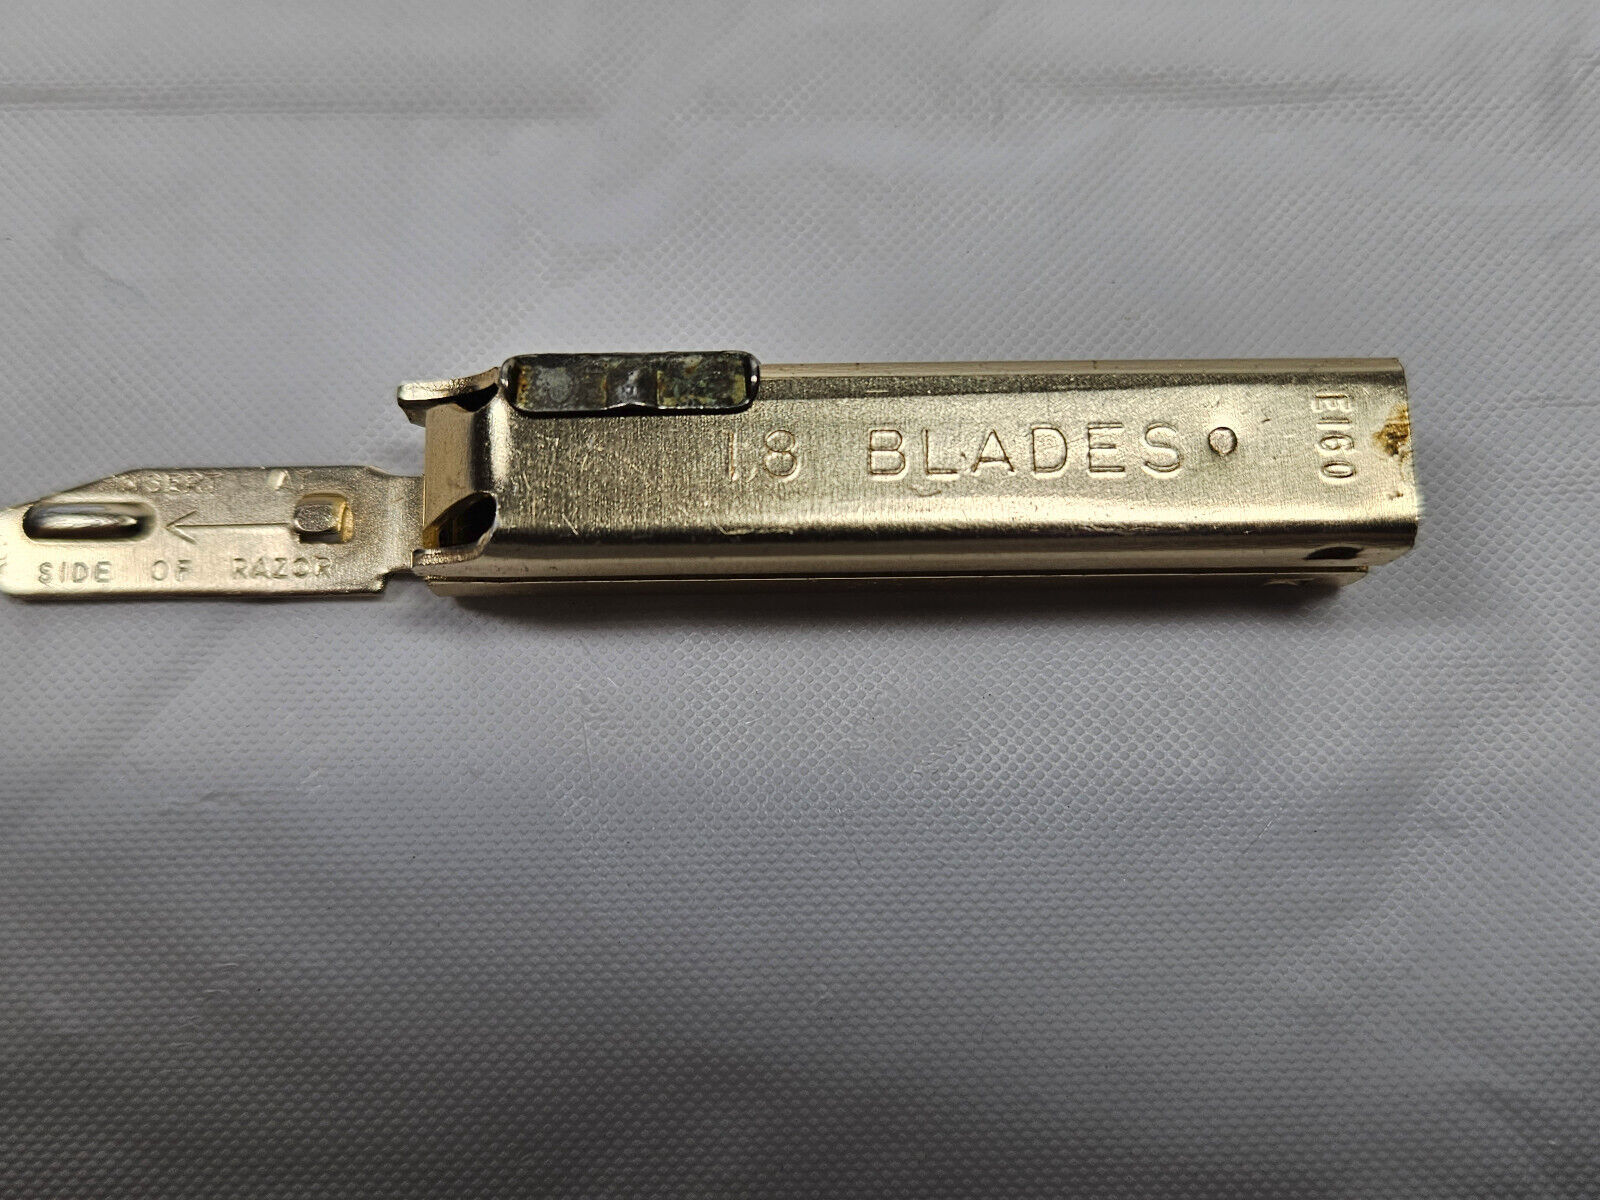 18 BLADES
E160
INSERT
SIDE OF RAZOR